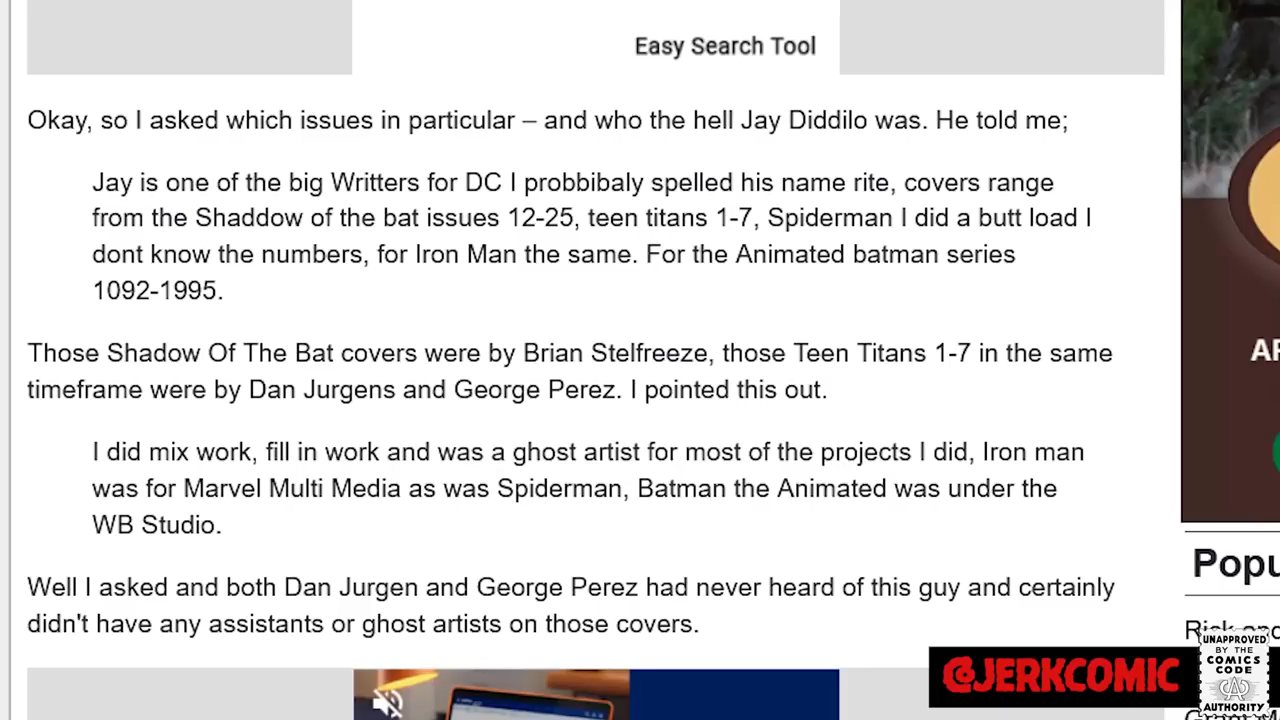 Easy Search Tool
Okay, so I asked which issues in particular – and who the hell Jay Diddilo was. He told me;
Jay is one of the big Writters for DC I probbibaly spelled his name rite, covers range
from the Shaddow of the bat issues 12-25, teen titans 1-7, Spiderman I did a butt load I
dont know the numbers, for Iron Man the same. For the Animated batman series
1092-1995.
Those Shadow Of The Bat covers were by Brian Stelfreeze, those Teen Titans 1-7 in the same
timeframe were by Dan Jurgens and George Perez. I pointed this out.
I did mix work, fill in work and was a ghost artist for most of the projects I did, Iron man
was for Marvel Multi Media as was Spiderman, Batman the Animated was under the
WB Studio.
Well I asked and both Dan Jurgen and George Perez had never heard of this guy and certainly
didn't have any assistants or ghost artists on those covers.
AF
Popu
@JERKCOMIC
UNAPPROVED
BY THE
COMICS
CODE
AUTHORITY